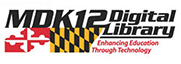 MDK12 Digital
Library
Enhancing Education
Through Technology